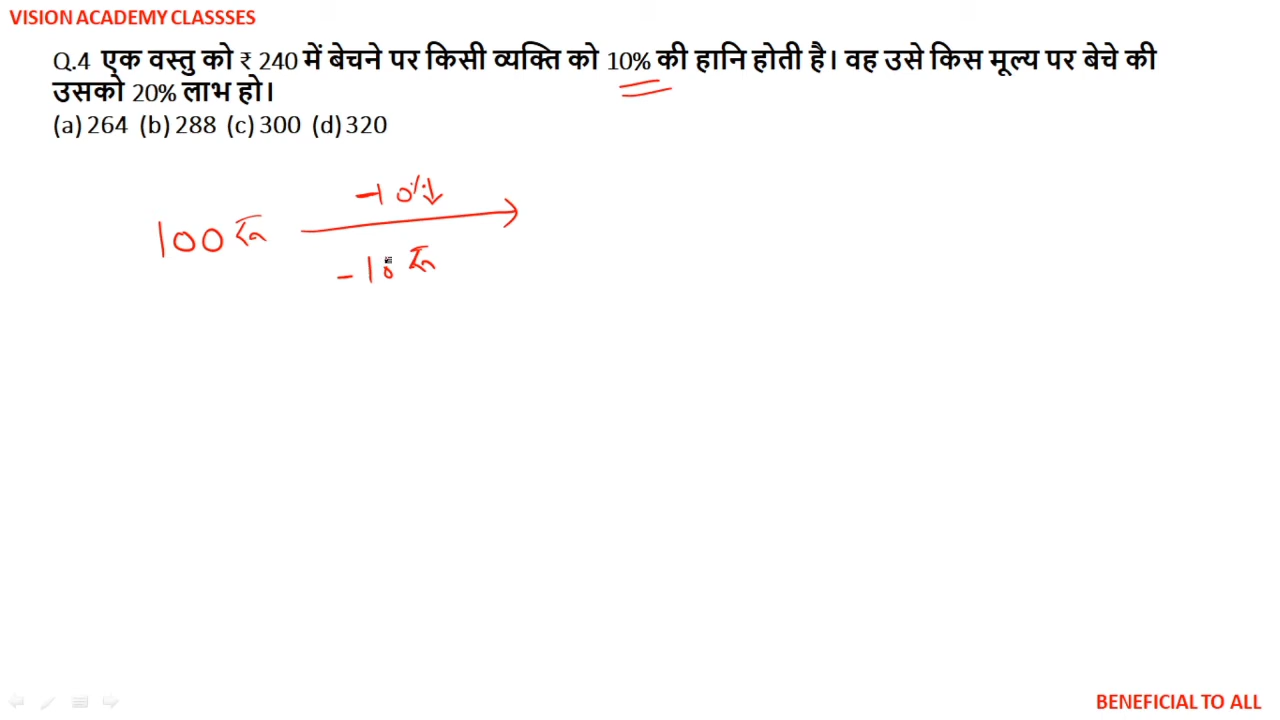 VISION ACADEMY CLASSSES
Q.4 एक वस्तु को ₹ 240 में बेचने पर किसी व्यक्ति को 10% की हानि होती है। वह उसे किस मूल्य पर बेचे की
उसको 20% लाभ हो।
(a) 264 (b) 288 (c) 300 (d) 320
-10%↓
100 रू
-10 रू
BENEFICIAL TO ALL